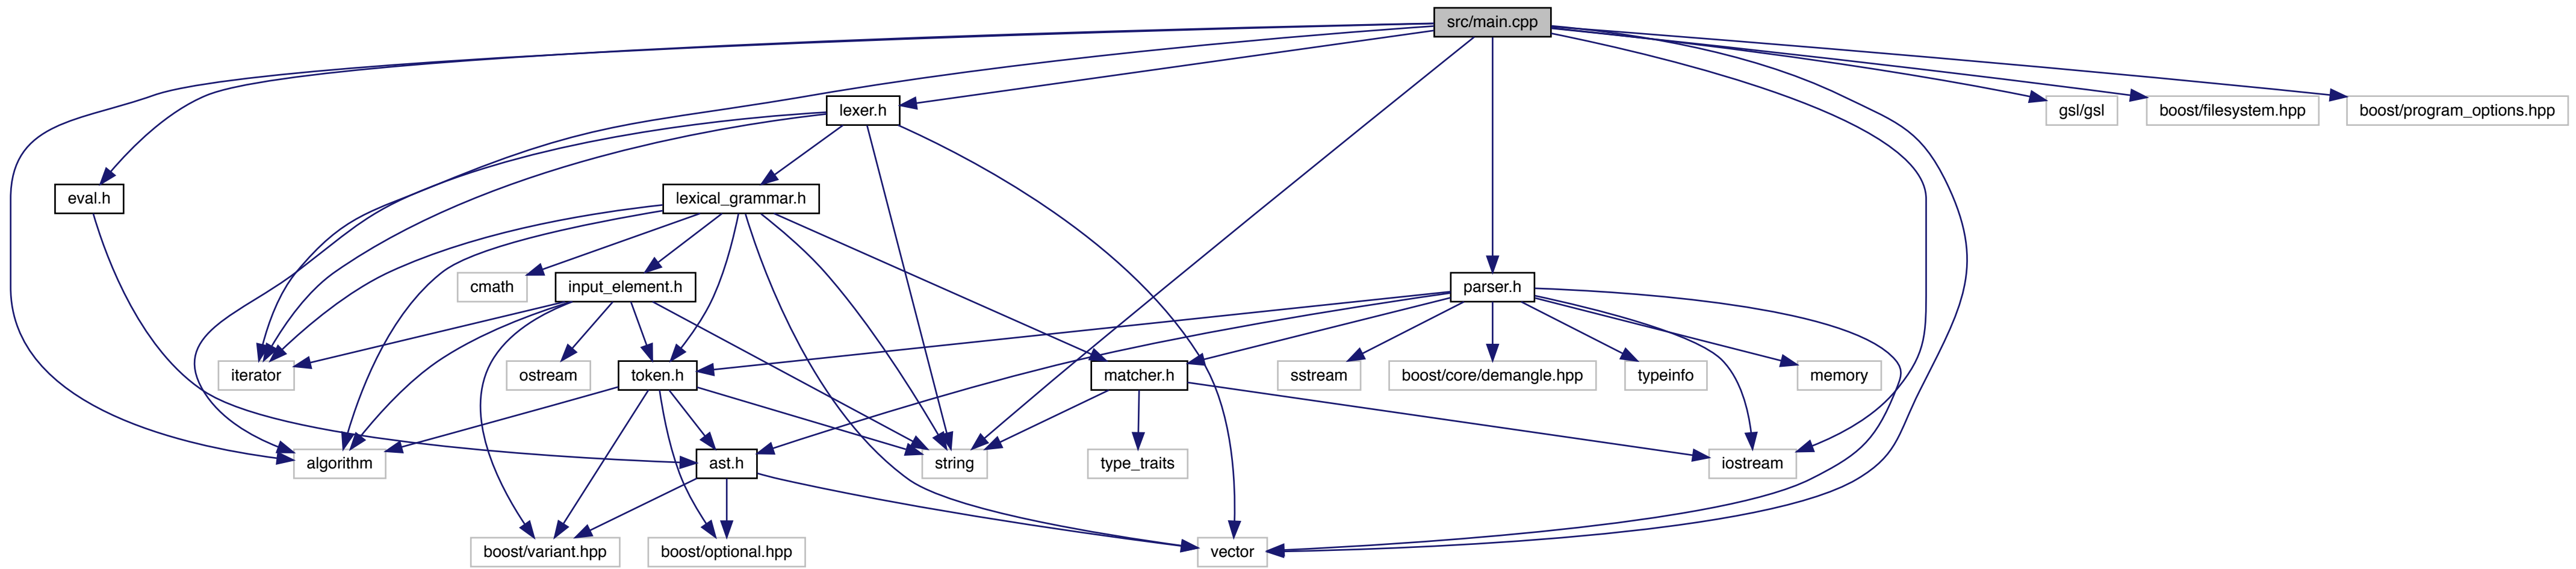 src/main.cpp
lexer.h
gsl/gsl
boost/filesystem.hpp
boost/program_options.hpp
eval.h
lexical_grammar.h
cmath
input_element.h
parser.h
iterator
ostream
token.h
matcher.h
sstream
boost/core/demangle.hpp
typeinfo
memory
algorithm
ast.h
string
type_traits
iostream
boost/variant.hpp
boost/optional.hpp
vector